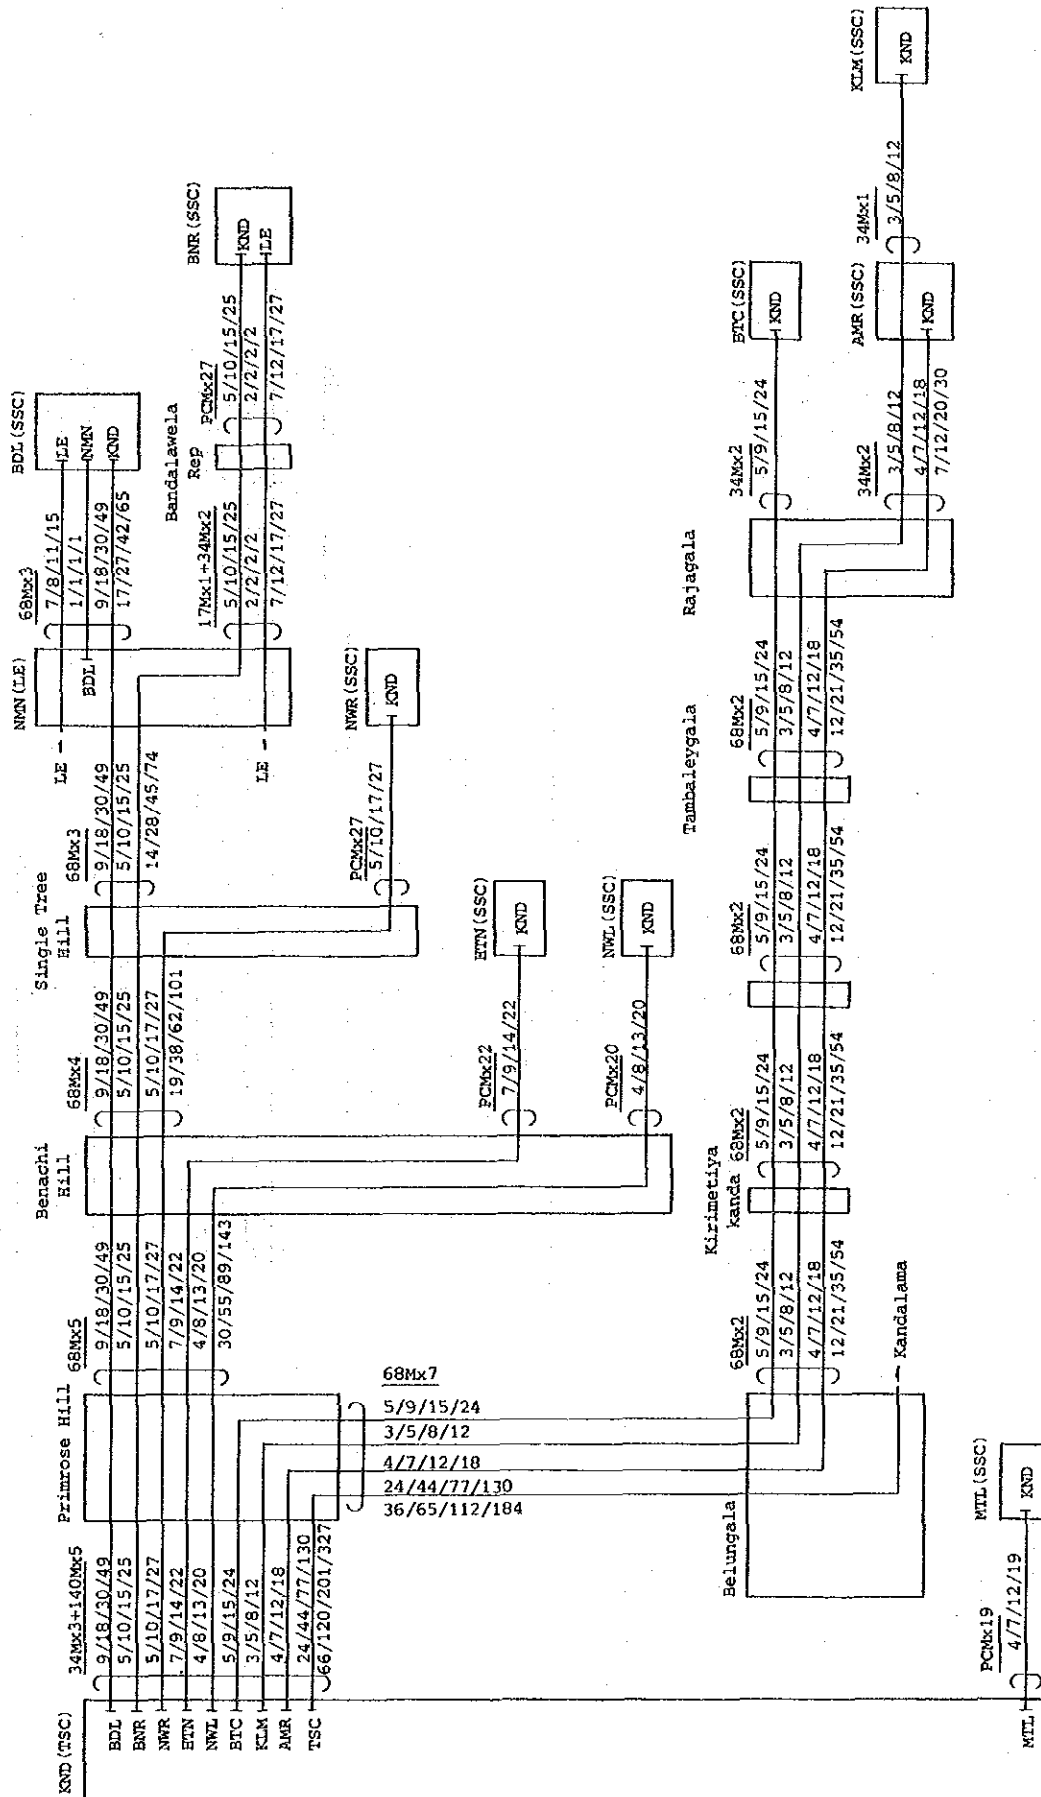 KND(TSC)
BDL
BNR
NWR
HTN
NWL
BTC
KLM
AMR
TSC
MTL
34Mx3+140Mx5
9/18/30/49
5/10/15/25
5/10/17/27
7/9/14/22
4/8/13/20
5/9/15/24
3/5/8/12
4/7/12/18
24/44/77/130
66/120/201/327
Primrose Hill
68Mx5
9/18/30/49
5/10/15/25
5/10/17/27
7/9/14/22
4/8/13/20
30/55/89/143
68Mx7
5/9/15/24
3/5/8/12
4/7/12/18
24/44/77/130
36/65/112/184
Benachi
Hill
68Mx4
9/18/30/49
5/10/15/25
5/10/17/27
19/38/62/101
PCMx22
7/9/14/22
HTN(SSC)
KND
PCMx20
4/8/13/20
NWL(SSC)
KND
Single Tree
Hill
68Mx3
9/18/30/49
5/10/15/25
14/28/45/74
PCMx27
5/10/17/27
NWR(SSC)
KND
NMN(LE)
LE
BDL
LE
68Mx3
7/8/11/15
1/1/1/1
9/18/30/49
17/27/42/65
BDL(SSC)
LE
NMN
KND
17Mx1+34Mx2
5/10/15/25
2/2/2/2
7/12/17/27
Bandalawela
Rep
PCMx27
5/10/15/25
2/2/2/2
7/12/17/27
BNR(SSC)
KND
LE
Belungala
Kandalama
68Mx2
5/9/15/24
3/5/8/12
4/7/12/18
12/21/35/54
Kirimetiya
kanda
68Mx2
5/9/15/24
3/5/8/12
4/7/12/18
12/21/35/54
68Mx2
5/9/15/24
3/5/8/12
4/7/12/18
12/21/35/54
Tambaleygala
68Mx2
5/9/15/24
3/5/8/12
4/7/12/18
12/21/35/54
Rajagala
34Mx2
5/9/15/24
BTC(SSC)
KND
34Mx2
3/5/8/12
4/7/12/18
7/12/20/30
AMR(SSC)
KND
34Mx1
3/5/8/12
KLM(SSC)
KND
PCMx19
4/7/12/19
MTL(SSC)
KND